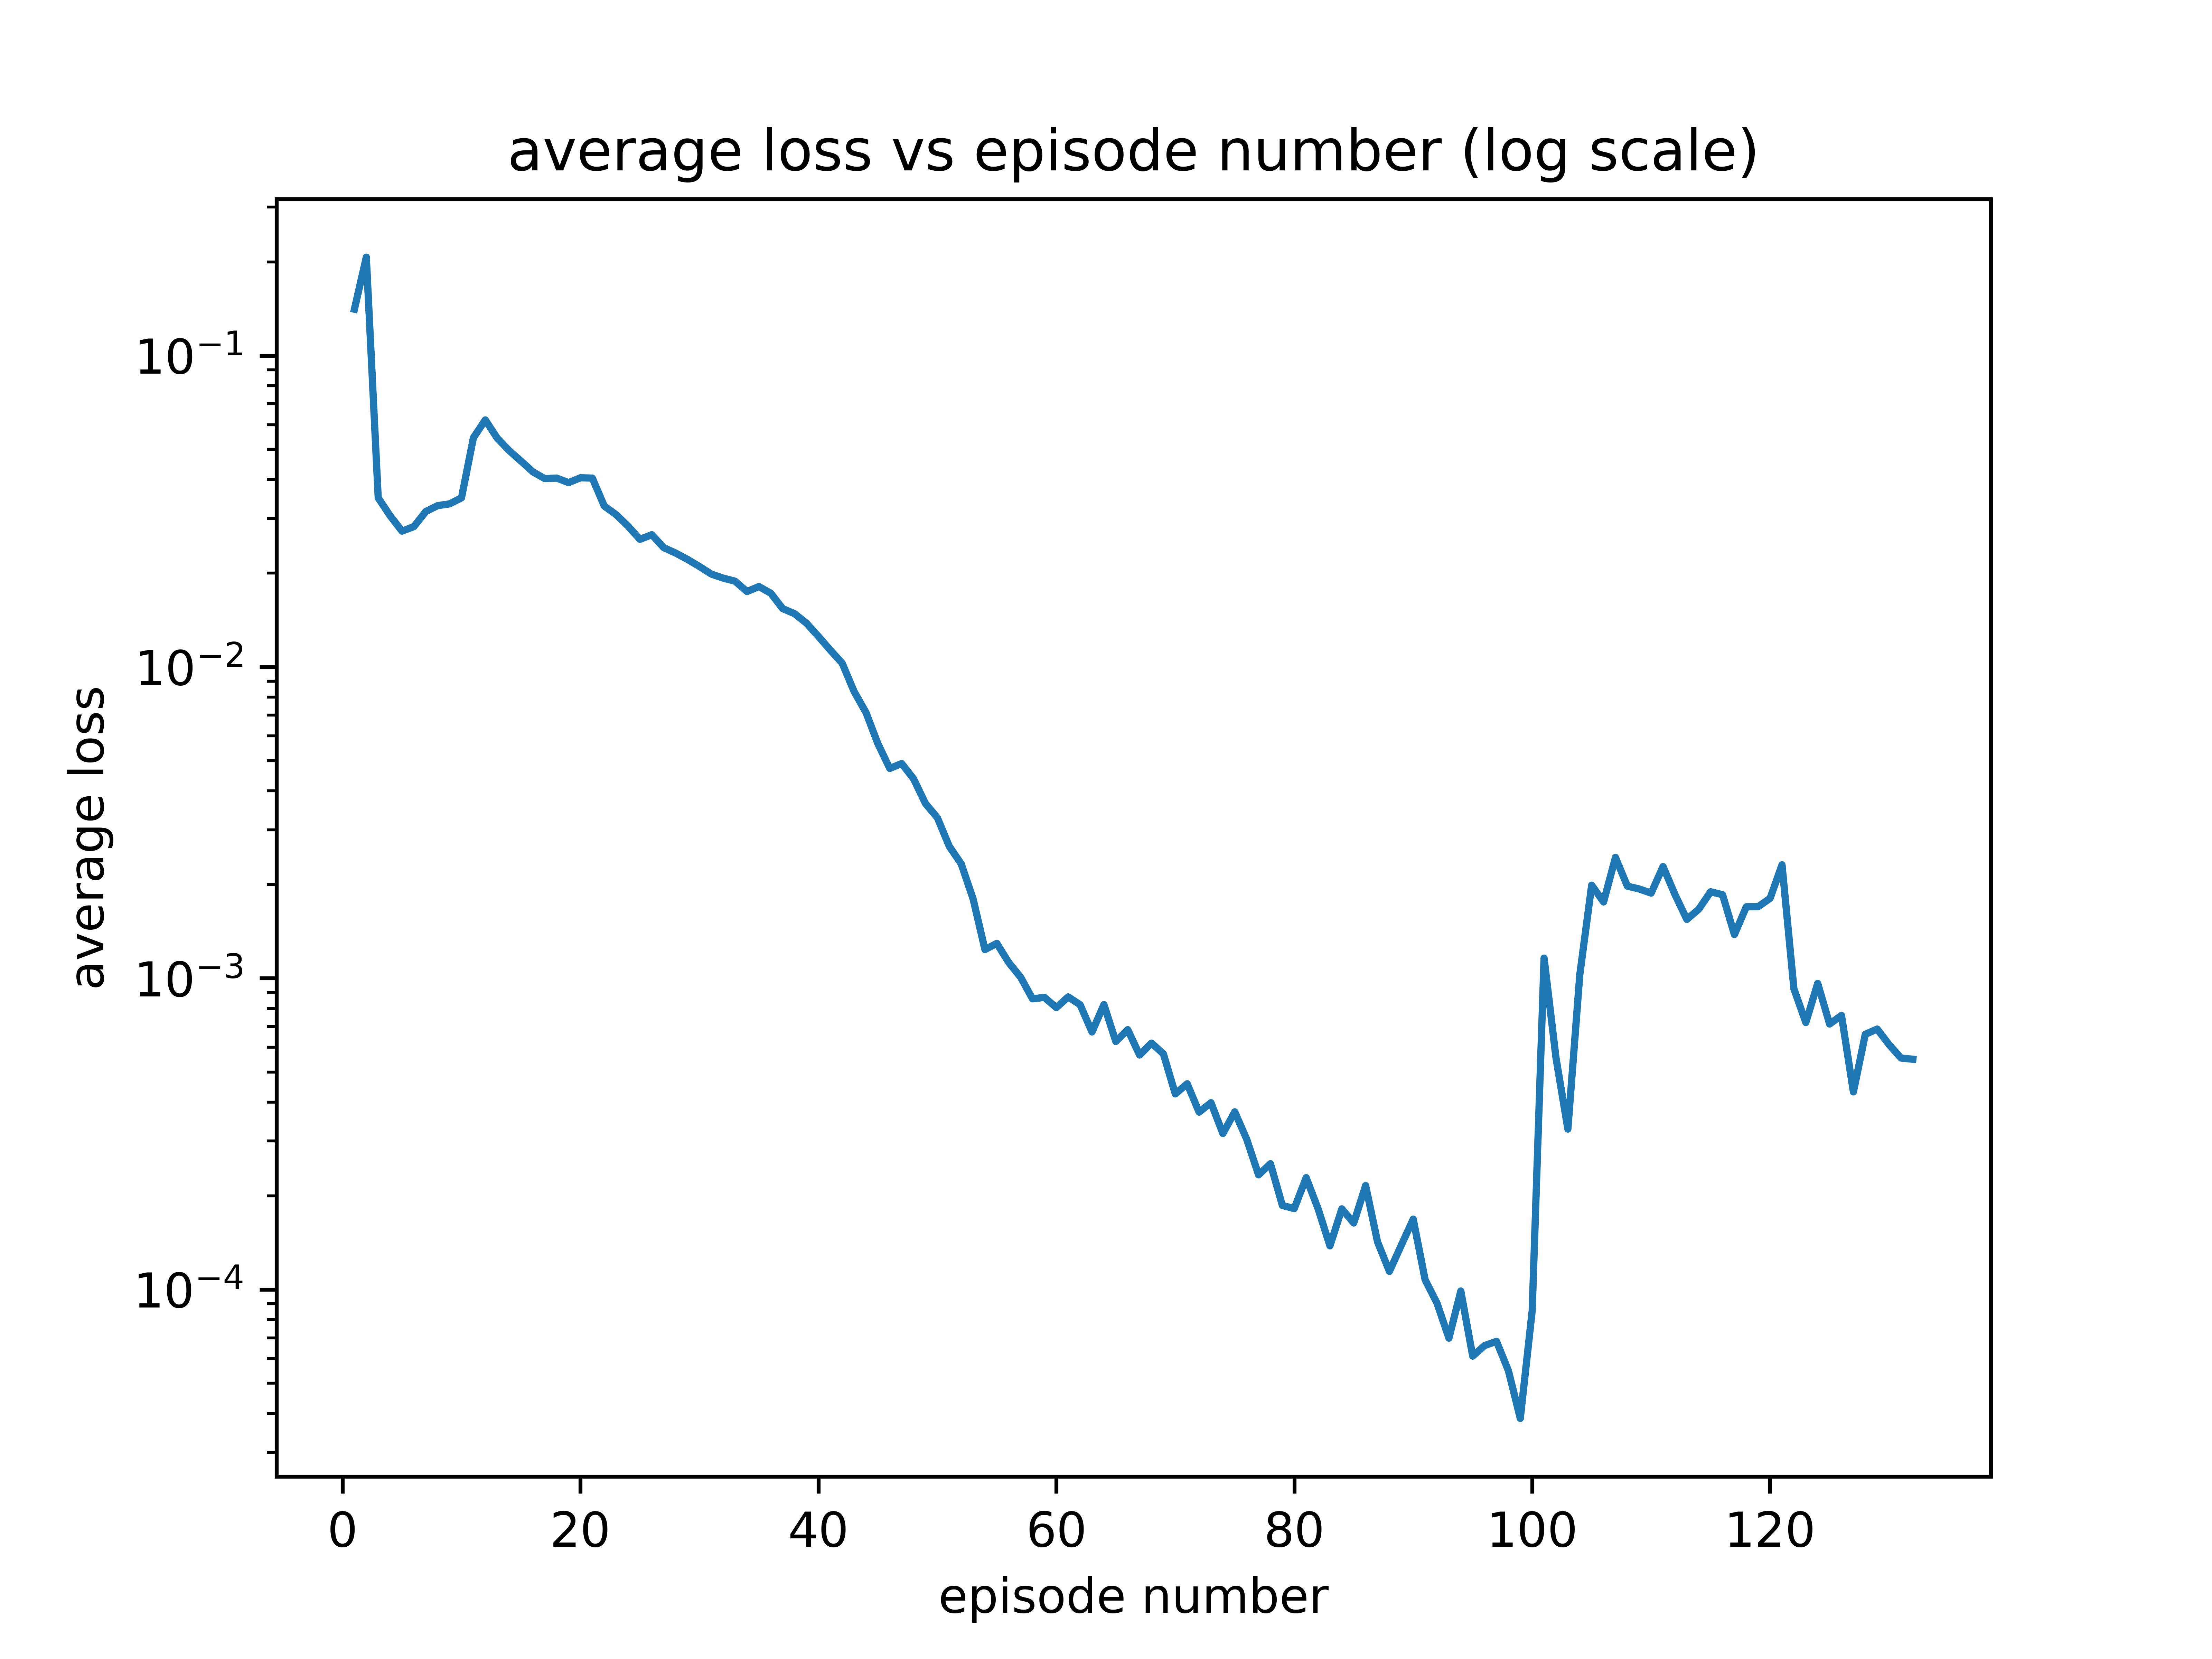 average loss vs episode number (log scale)
average loss
10⁻¹
10⁻²
10⁻³
10⁻⁴
0 20 40 60 80 100 120
episode number